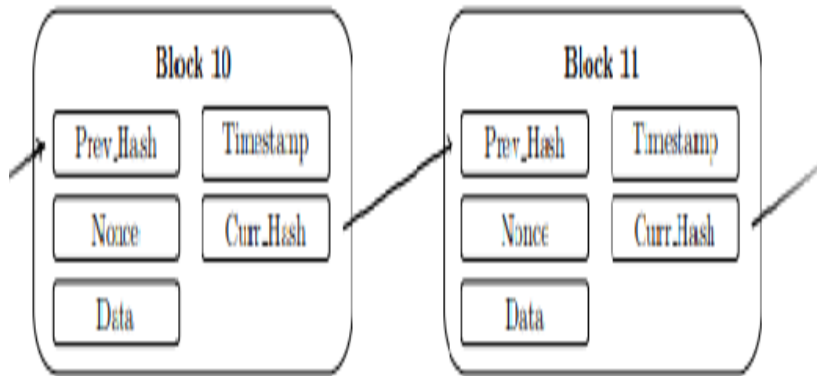 Block 10
Prev_Hash
Timestamp
Nonce
Curr_Hash
Data
Block 11
Prev_Hash
Timestamp
Nonce
Curr_Hash
Data